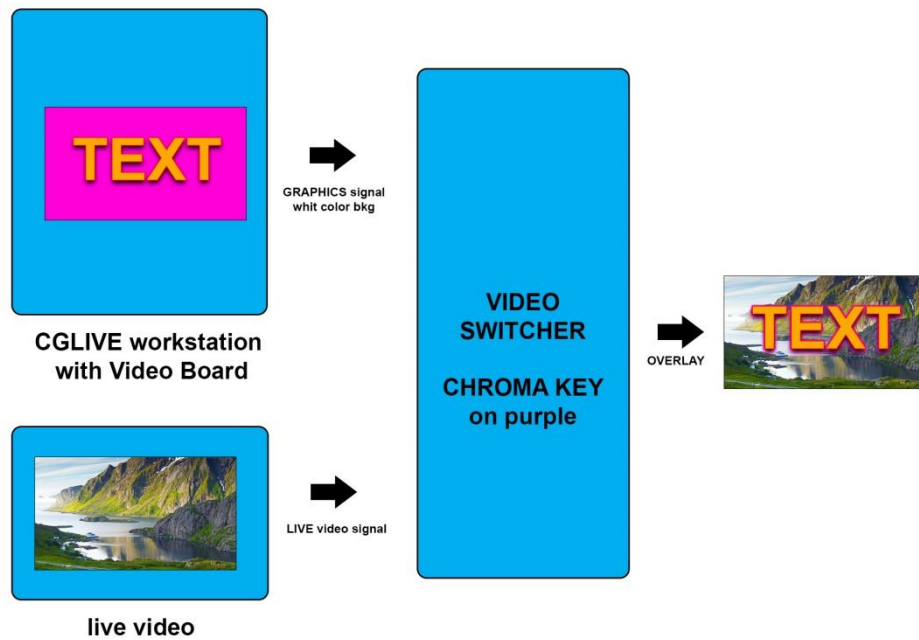 TEXT
CGLIVE workstation
with Video Board
GRAPHICS signal
whit color bkg
live video
LIVE video signal
VIDEO
SWITCHER
CHROMA KEY
on purple
OVERLAY
TEXT